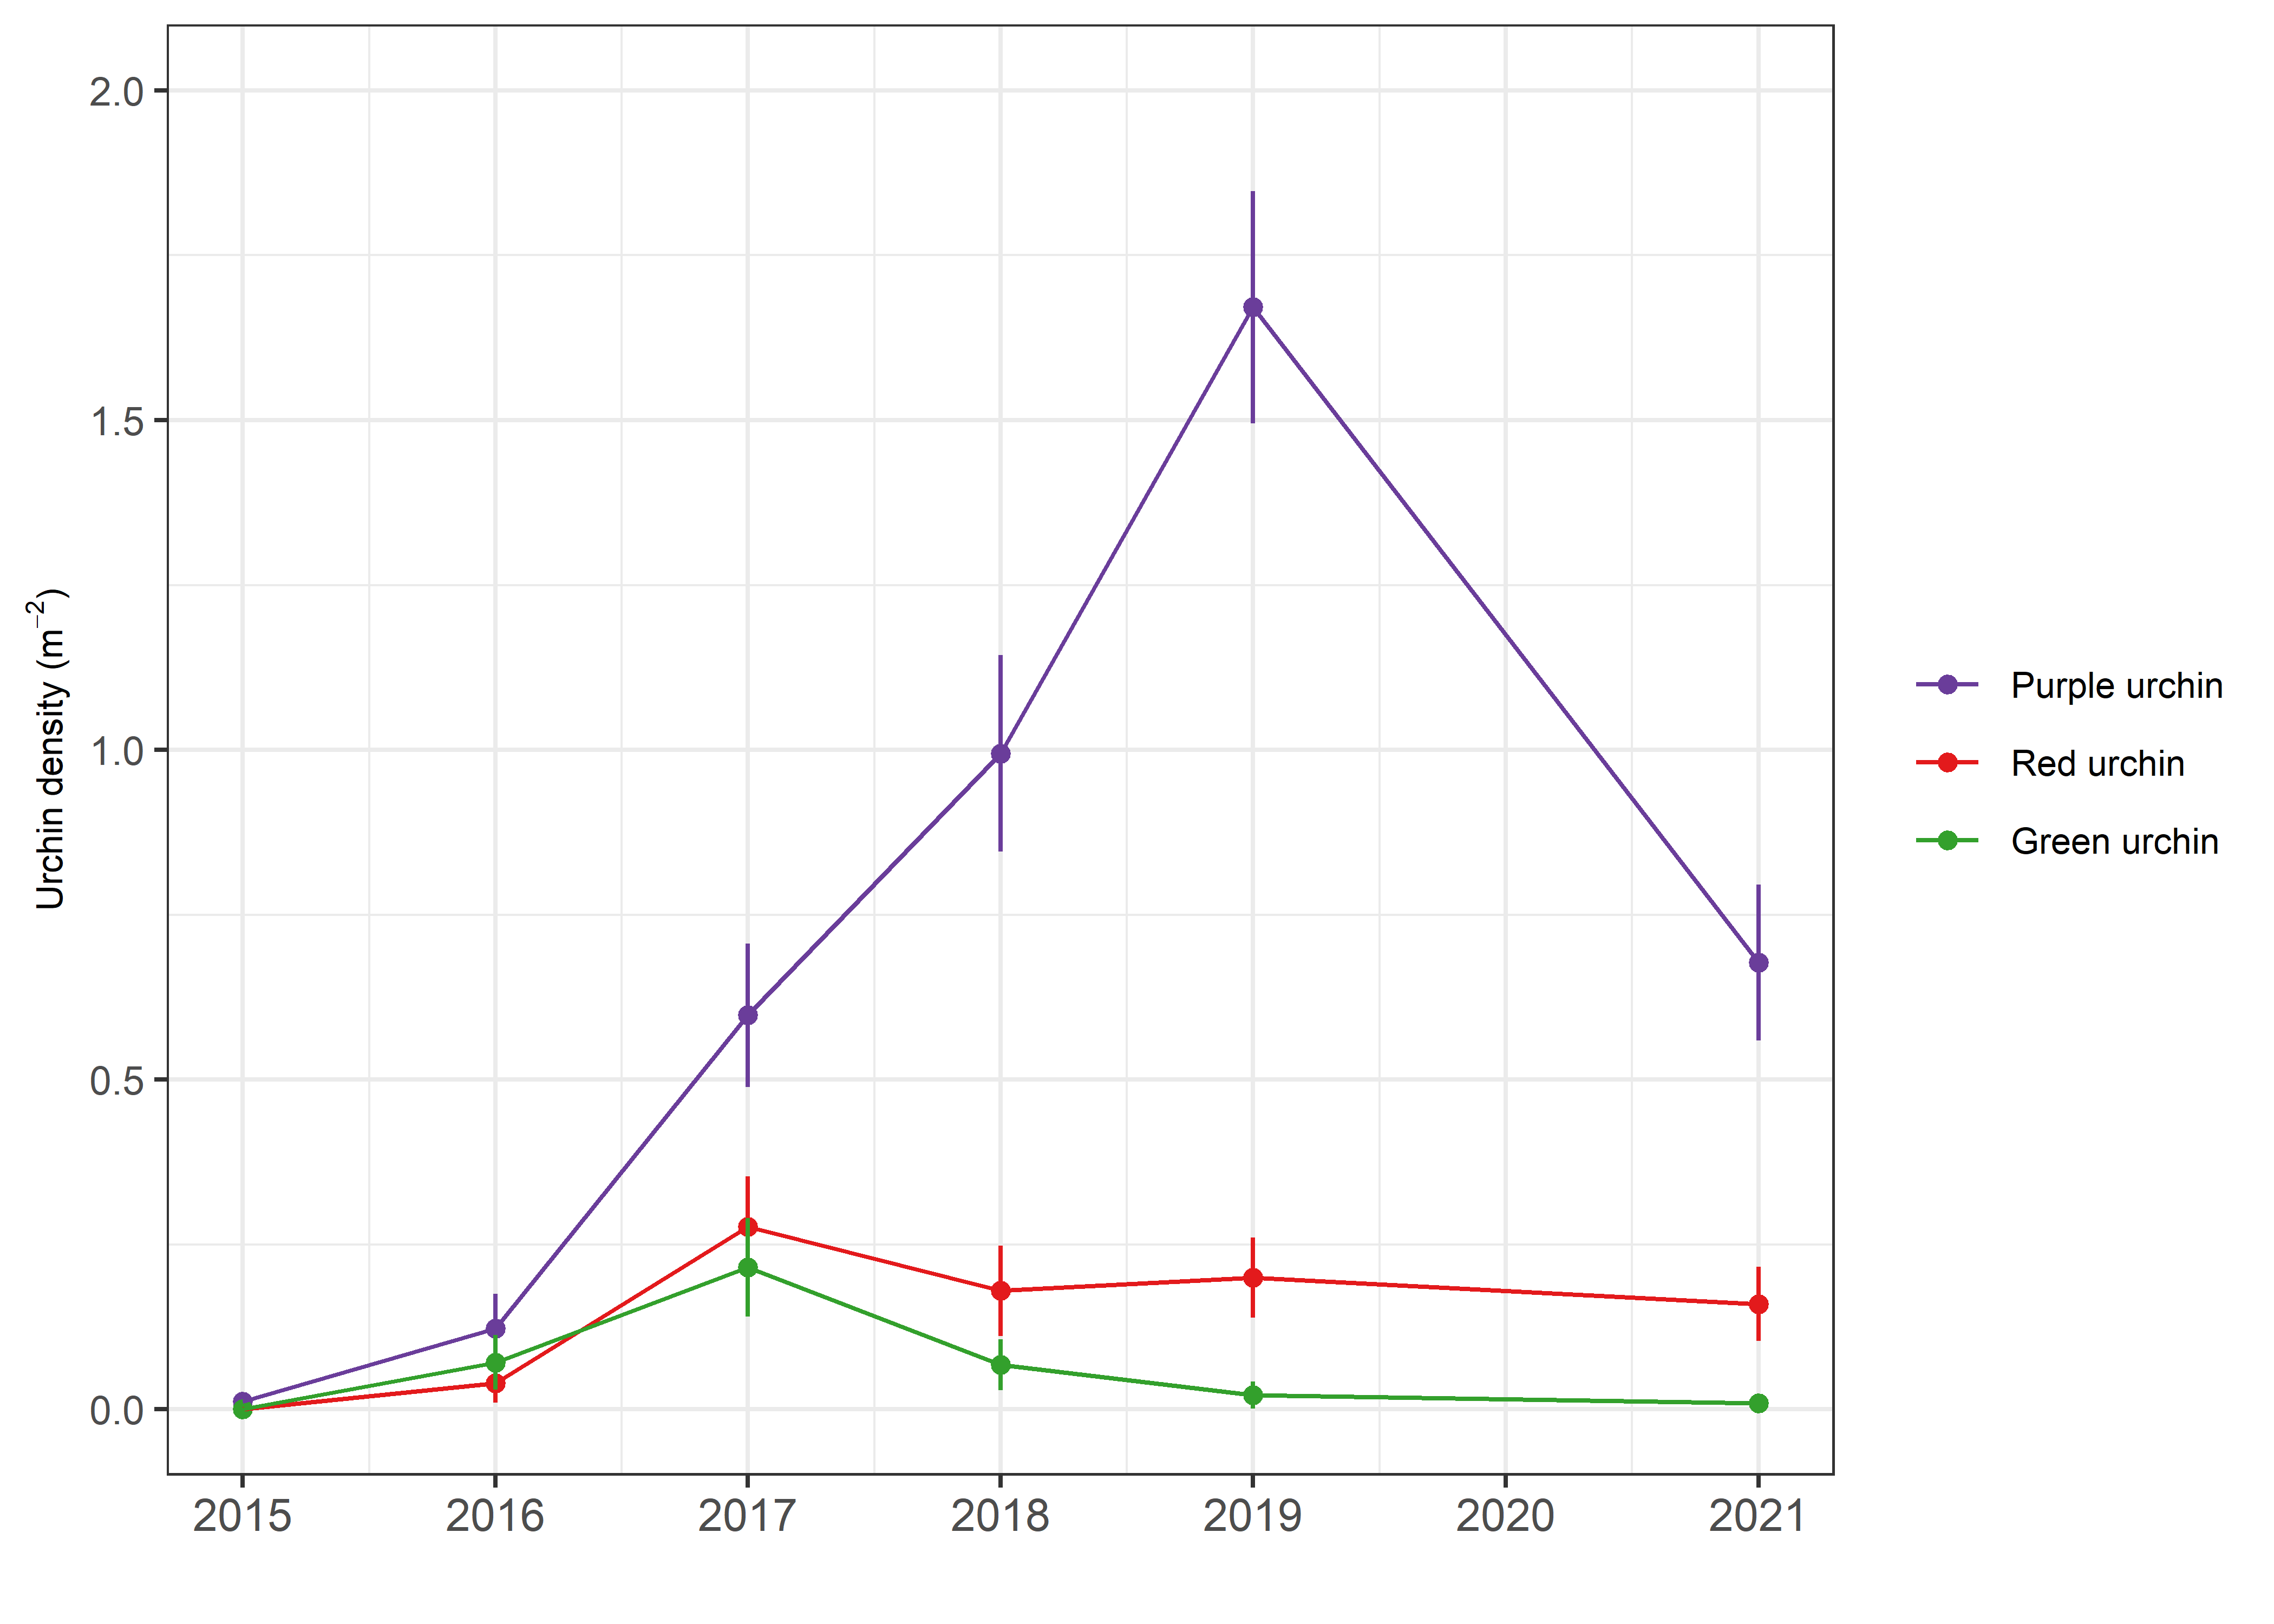 2.0
1.5
1.0
0.5
0.0
Urchin density (m⁻²)
2015 2016 2017 2018 2019 2020 2021
Purple urchin
Red urchin
Green urchin